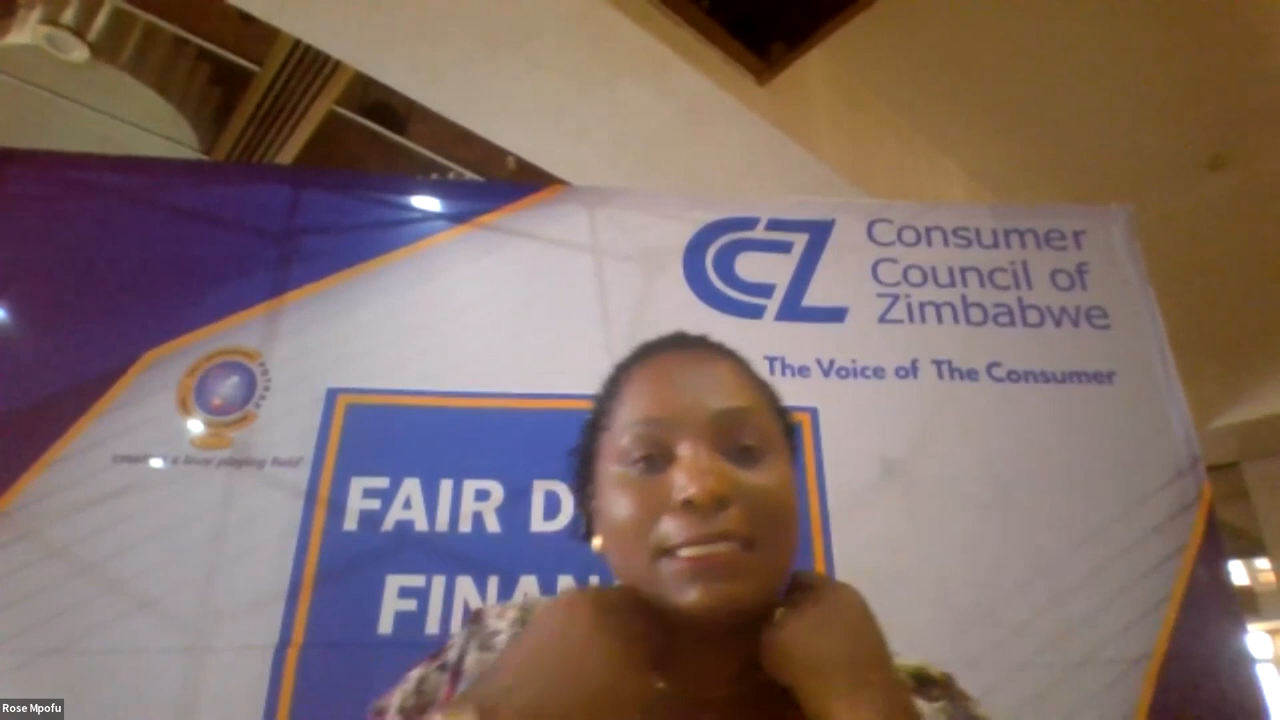 CCZ
Consumer
Council of
Zimbabwe
The Voice of The Consumer
FAIR D
FINAN
Rose Mpofu